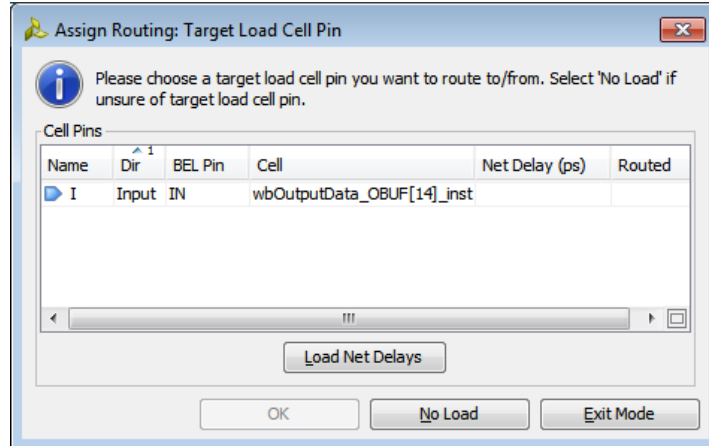 Assign Routing: Target Load Cell Pin
Please choose a target load cell pin you want to route to/from. Select 'No Load' if
unsure of target load cell pin.
Cell Pins
Name Dir 1 BEL Pin Cell Net Delay (ps) Routed
I Input IN wbOutputData_OBUF[14]_inst
Load Net Delays
OK No Load Exit Mode